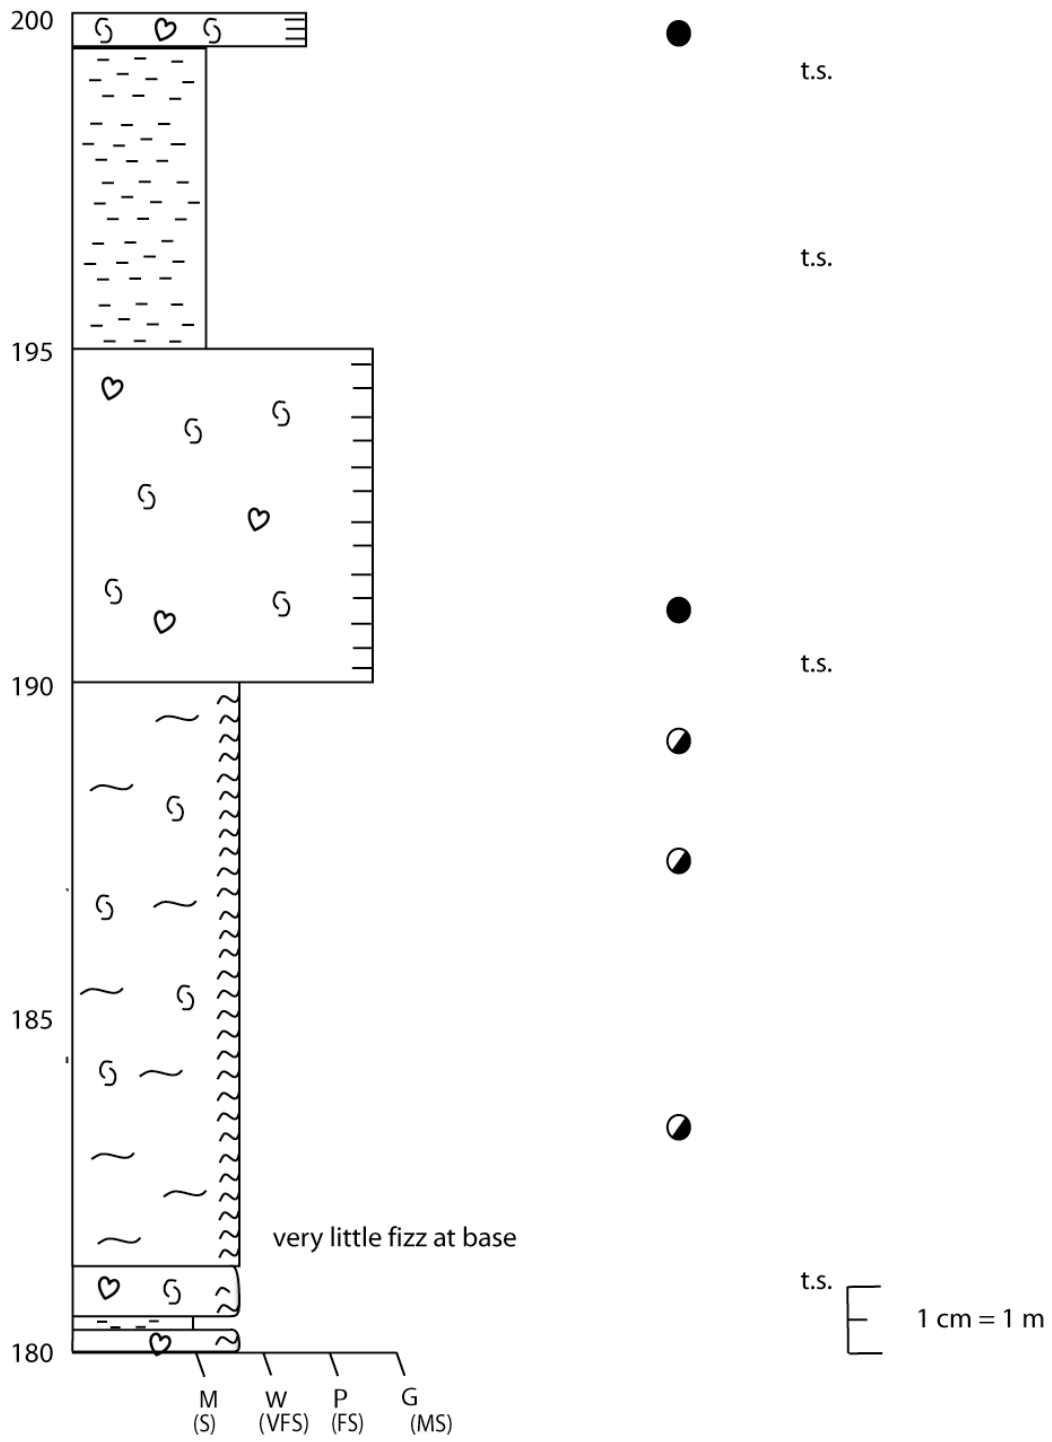 200
t.s.
t.s.
195
t.s.
190
185
very little fizz at base
t.s.
1 cm = 1 m
180
M W P G
(S) (VFS) (FS) (MS)